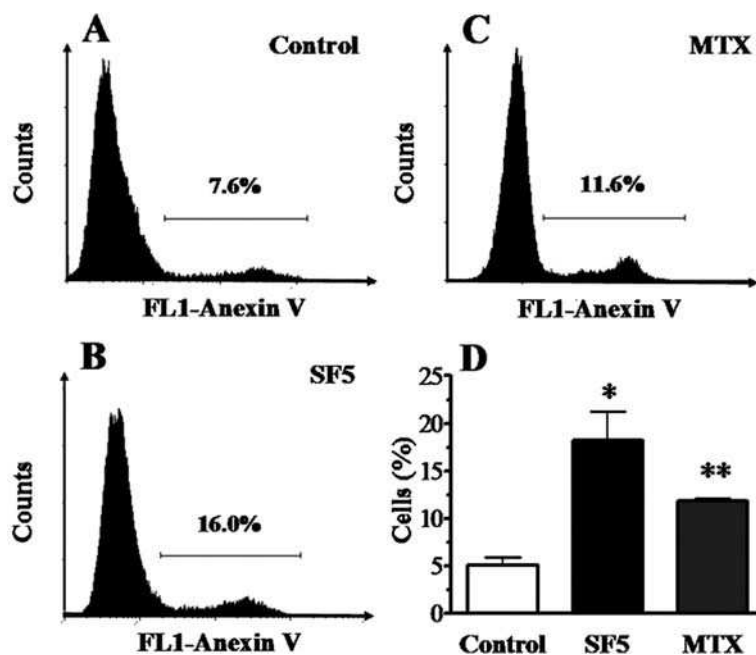 A
Control
Counts
7.6%
FL1-Anexin V
B
SF5
Counts
16.0%
FL1-Anexin V
C
MTX
Counts
11.6%
FL1-Anexin V
D
Cells (%)
25
20
15
10
5
0
*
**
Control SF5 MTX